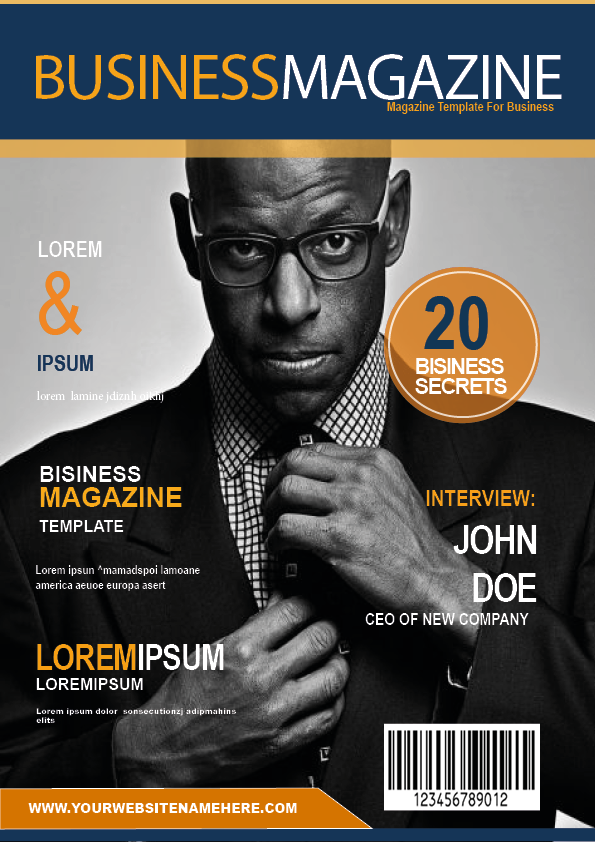 BUSINESSMAGAZINE
Magazine Template For Business
LOREM
&
IPSUM
lorem lamine
20
BISINESS
SECRETS
BISINESS
MAGAZINE
TEMPLATE
INTERVIEW:
JOHN
DOE
CEO OF NEW COMPANY
Lorem ipsun ^mamadspoi lamoane
america aeuoe europa asert
LOREMIPSUM
LOREMIPSUM
Lorem ipsum dolor sonsecutionzj adipmahins
elits
123456789012
WWW.YOURWEBSITENAMEHERE.COM